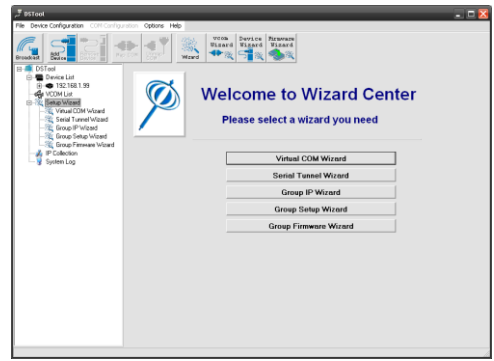 DSTool
File Device Configuration COM Configuration Options Help
Broadcast Add Device Wizard VCOM Wizard Device Wizard Firmware Wizard
DSTool
Device List
192.168.1.99
VCOM List
Setup Wizard
Virtual COM Wizard
Serial Tunnel Wizard
Group IP Wizard
Group Setup Wizard
Group Firmware Wizard
IP Collection
System Log
Welcome to Wizard Center
Please select a wizard you need
Virtual COM Wizard
Serial Tunnel Wizard
Group IP Wizard
Group Setup Wizard
Group Firmware Wizard